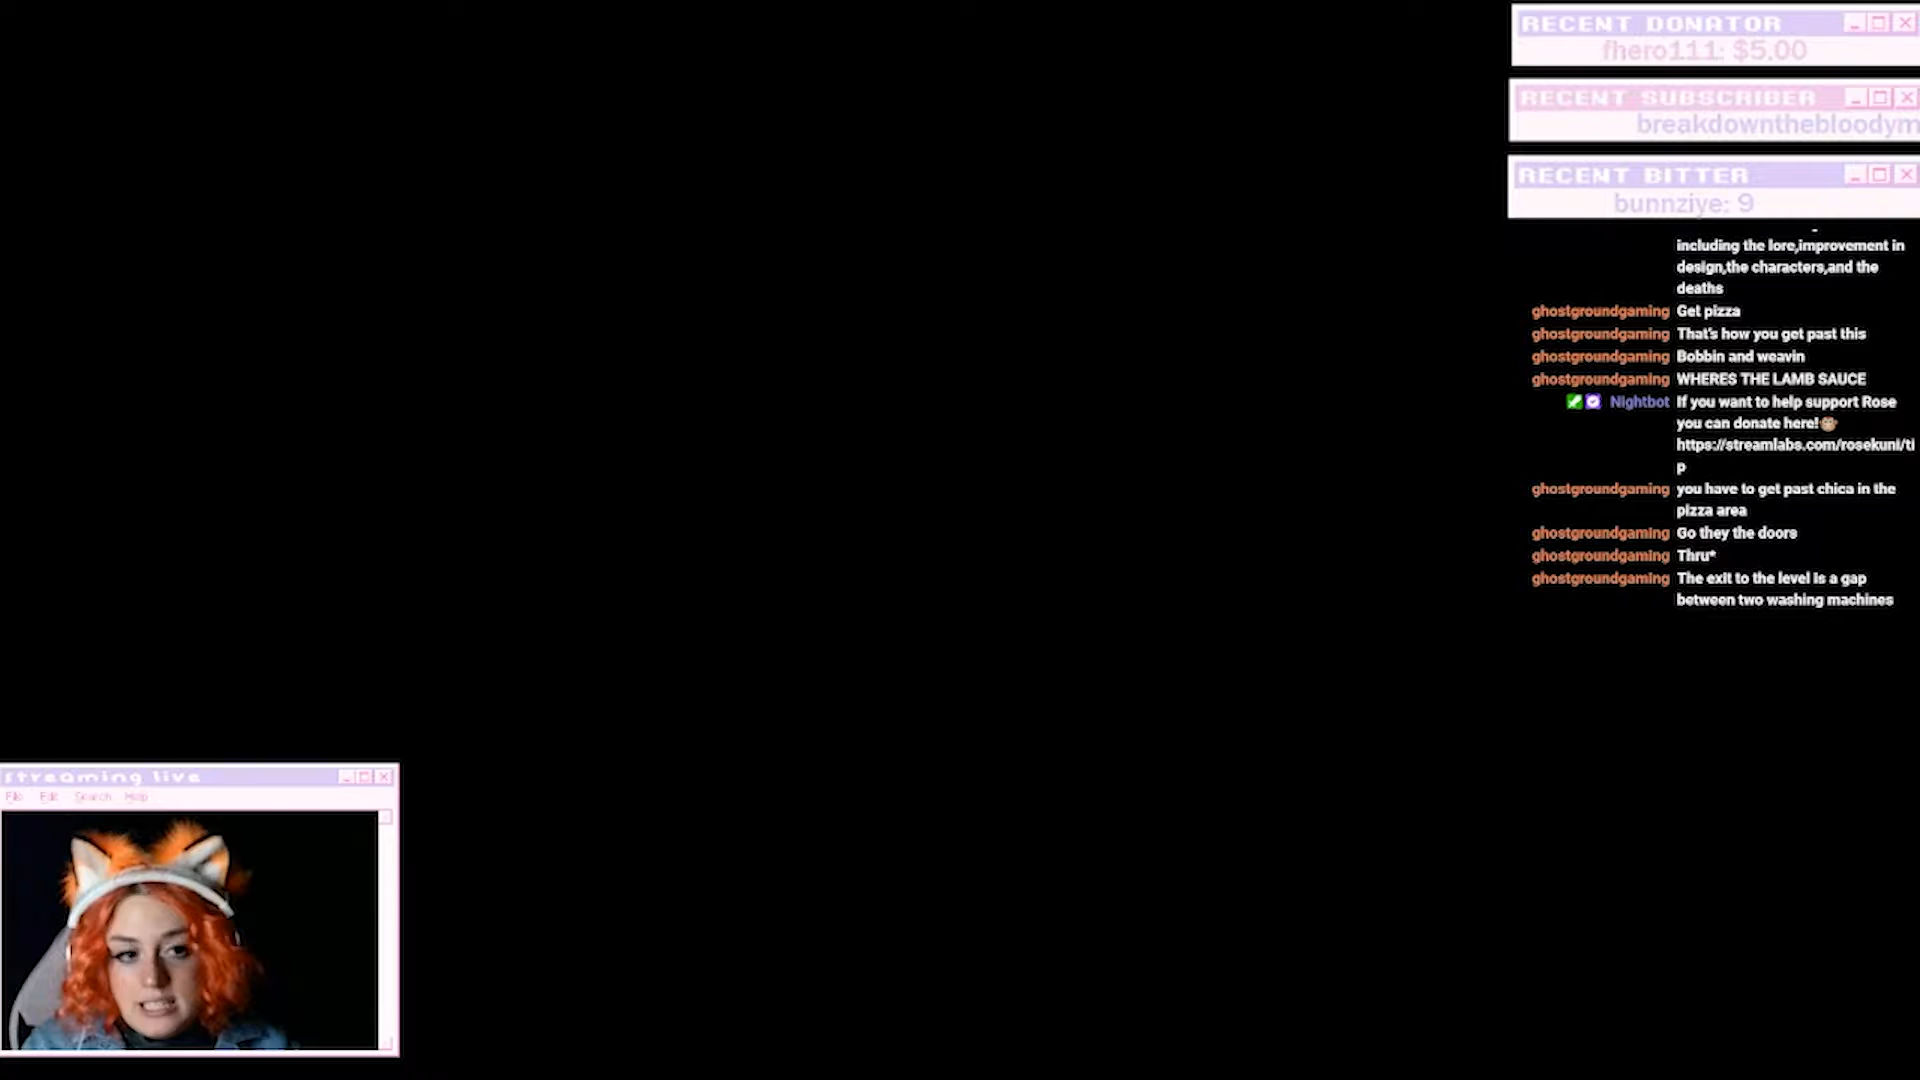 RECENT DONATOR
fhero111: $5.00
RECENT SUBSCRIBER
breakdownthebloodym
RECENT BITTER
bunnziye: 9
including the lore,improvement in
design,the characters,and the
deaths
ghostgroundgaming Get pizza
ghostgroundgaming That's how you get past this
ghostgroundgaming Bobbin and weavin
ghostgroundgaming WHERES THE LAMB SAUCE
Nightbot If you want to help support Rose
you can donate here!🐵
https://streamlabs.com/rosekuni/ti
p
ghostgroundgaming you have to get past chica in the
pizza area
ghostgroundgaming Go they the doors
ghostgroundgaming Thru*
ghostgroundgaming The exit to the level is a gap
between two washing machines
streaming live
File Edit Search Help